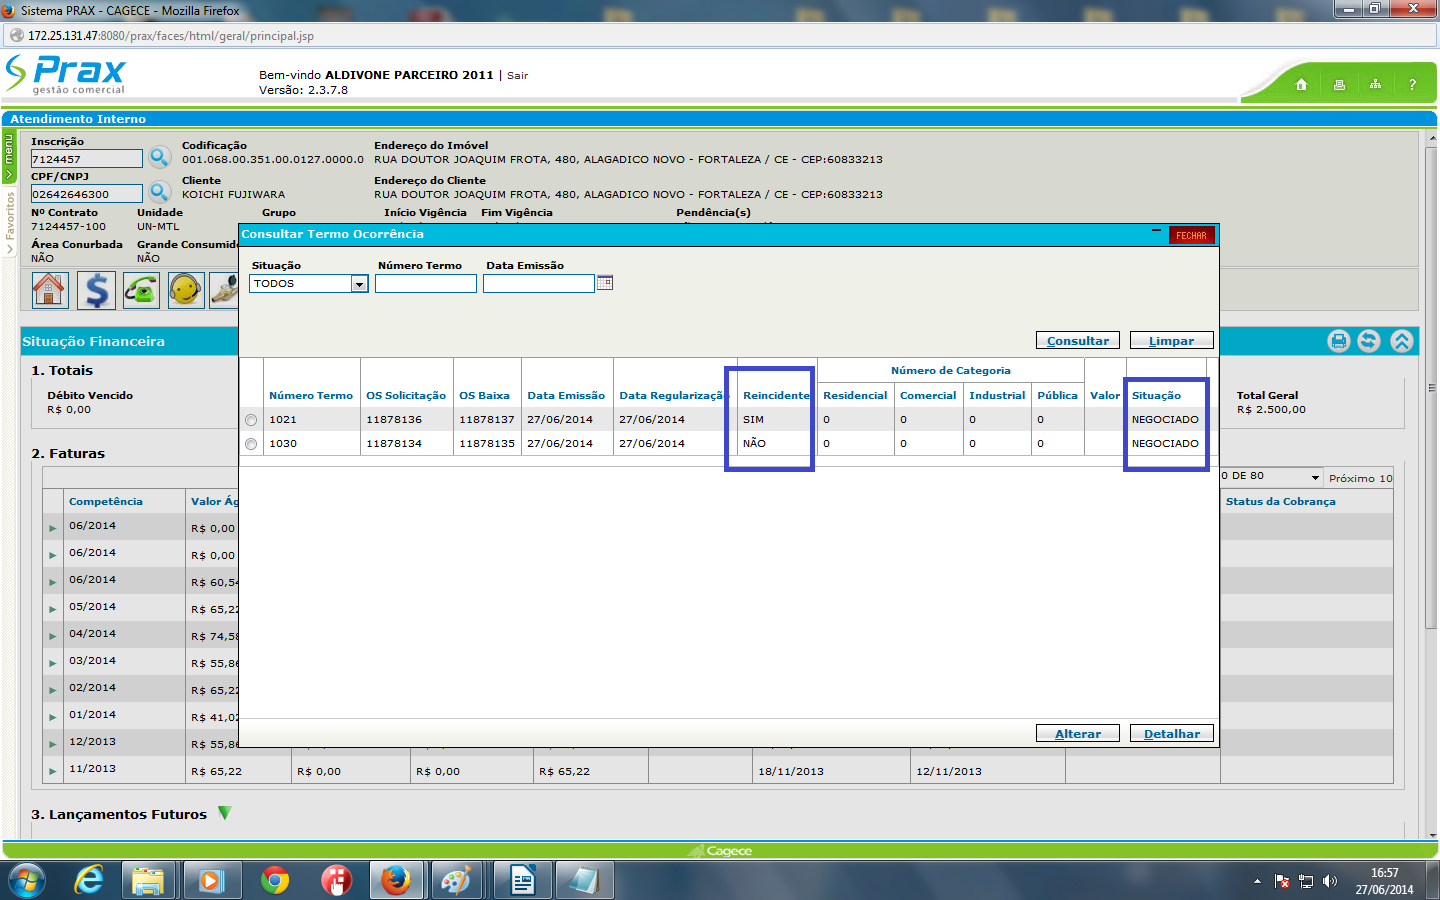 Sistema PRAX - CAGECE - Mozilla Firefox
172.25.131.47:8080/prax/faces/html/geral/principal.jsp
Prax
gestão comercial
Bem-vindo ALDIVONE PARCEIRO 2011 | Sair
Versão: 2.3.7.8
?
Atendimento Interno
menu
Favoritos
Inscrição
7124457
Codificação
001.068.00.351.00.0127.0000.0
Endereço do Imóvel
RUA DOUTOR JOAQUIM FROTA, 480, ALAGADICO NOVO - FORTALEZA / CE - CEP:60833213
CPF/CNPJ
02642646300
Cliente
KOICHI FUJIWARA
Endereço do Cliente
RUA DOUTOR JOAQUIM FROTA, 480, ALAGADICO NOVO - FORTALEZA / CE - CEP:60833213
Nº Contrato Unidade Grupo Início Vigência Fim Vigência Pendência(s)
7124457-100 UN-MTL
Área Conurbada Grande Consumido
NÃO NÃO
Consultar Termo Ocorrência
FECHAR
Situação Número Termo Data Emissão
TODOS
Consultar Limpar
Número de Categoria
Número Termo OS Solicitação OS Baixa Data Emissão Data Regularização Reincidente Residencial Comercial Industrial Pública Valor Situação
1021 11878136 11878137 27/06/2014 27/06/2014 SIM 0 0 0 0 NEGOCIADO
1030 11878134 11878135 27/06/2014 27/06/2014 NÃO 0 0 0 0 NEGOCIADO
Alterar Detalhar
Situação Financeira
1. Totais
Débito Vencido
R$ 0,00
Total Geral
R$ 2.500,00
2. Faturas
0 DE 80 Próximo 10
Competência Valor Ág Status da Cobrança
06/2014 R$ 0,00
06/2014 R$ 0,00
06/2014 R$ 60,54
05/2014 R$ 65,22
04/2014 R$ 74,58
03/2014 R$ 55,86
02/2014 R$ 65,22
01/2014 R$ 41,02
12/2013 R$ 55,86
11/2013 R$ 65,22 R$ 0,00 R$ 0,00 R$ 65,22 18/11/2013 12/11/2013
3. Lançamentos Futuros
Cagece
16:57
27/06/2014